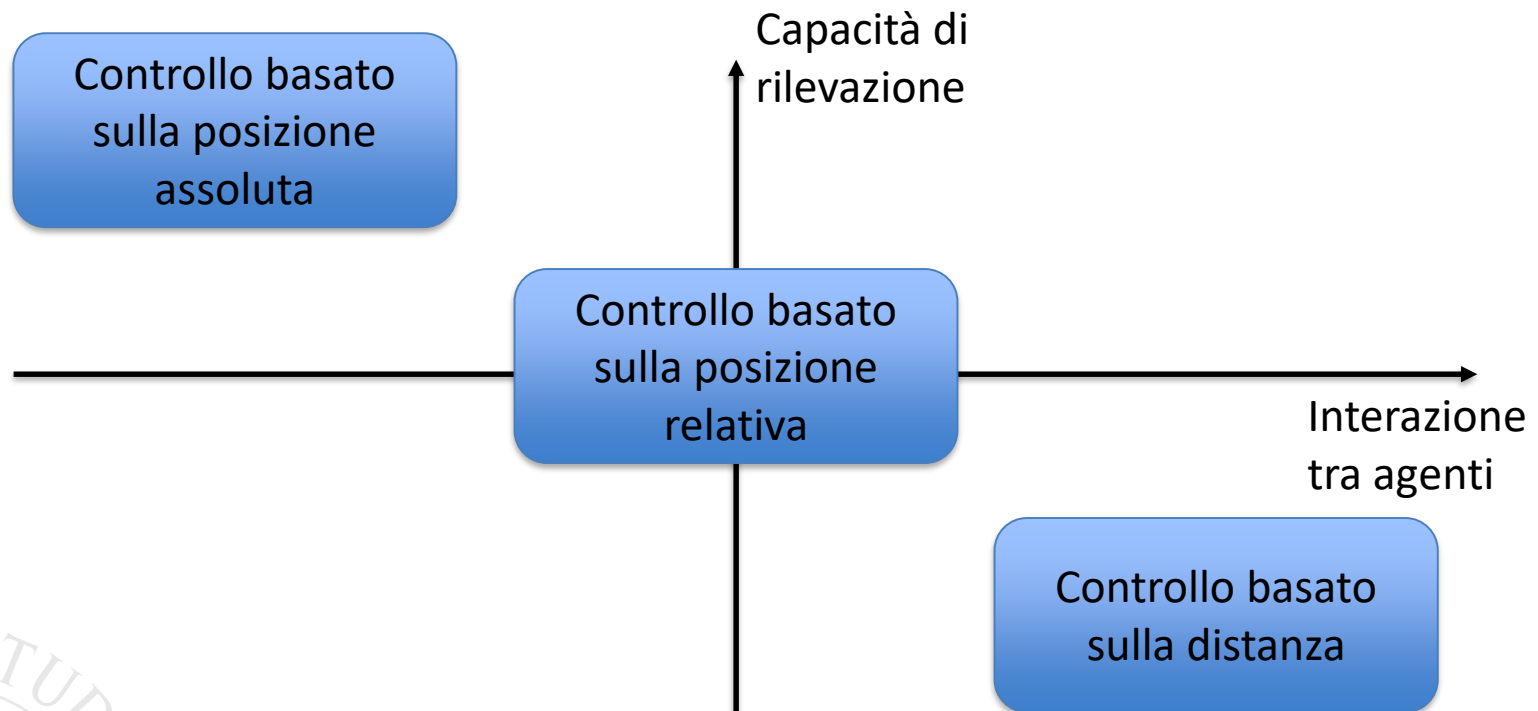 Capacità di
rilevazione
Controllo basato
sulla posizione
assoluta
Controllo basato
sulla posizione
relativa
Interazione
tra agenti
Controllo basato
sulla distanza